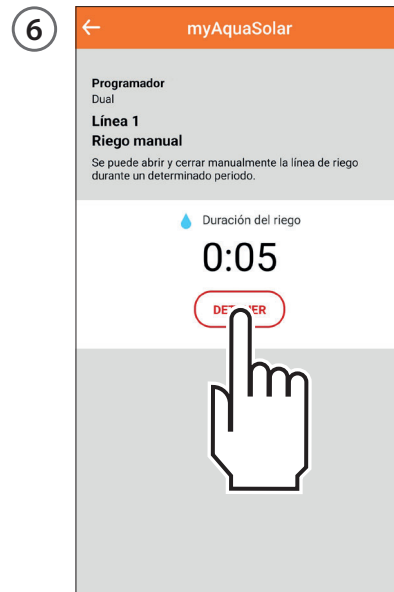 6
myAquaSolar
Programador
Dual
Línea 1
Riego manual
Se puede abrir y cerrar manualmente la línea de riego
durante un determinado periodo.
Duración del riego
0:05